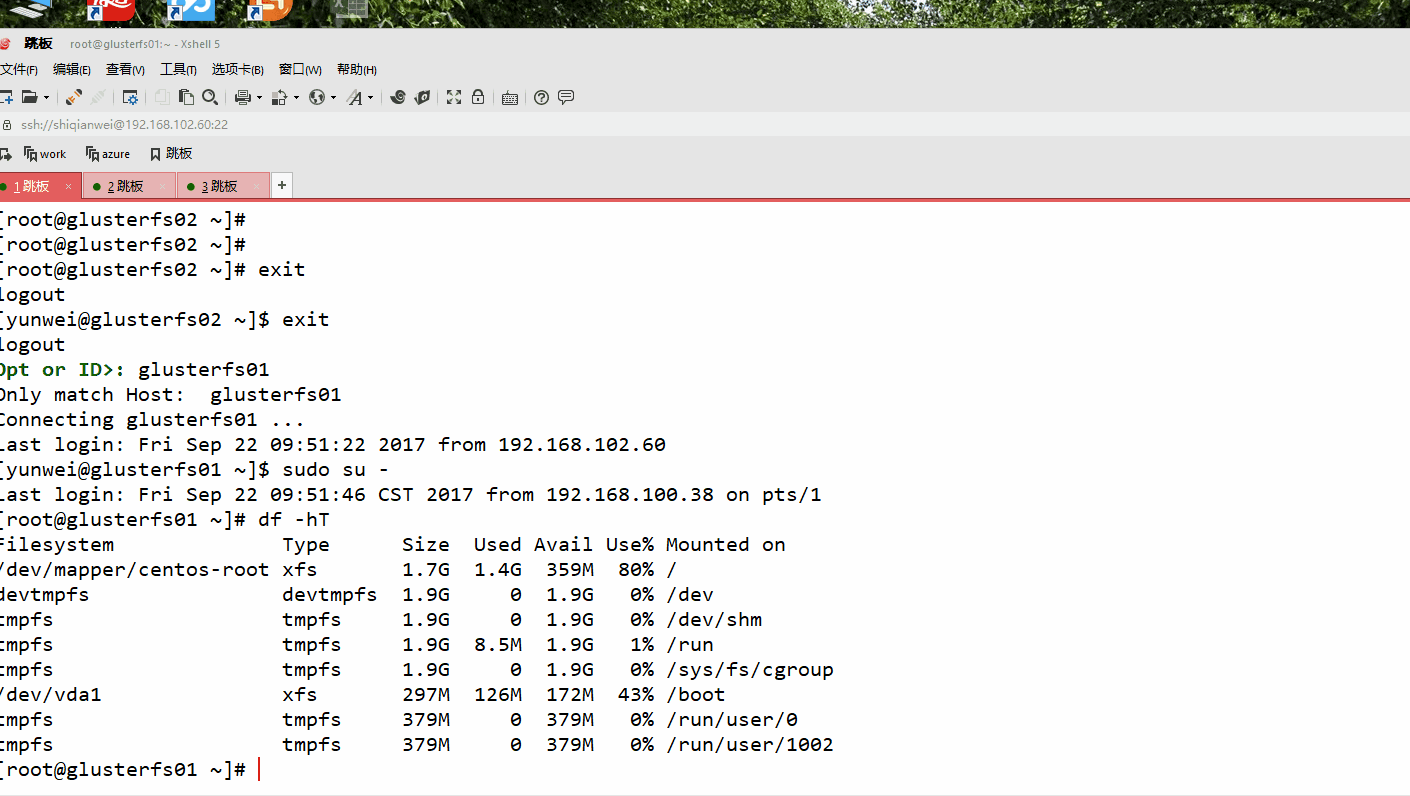 跳板 root@glusterfs01:~ - Xshell 5
文件(F) 编辑(E) 查看(V) 工具(T) 选项卡(B) 窗口(W) 帮助(H)
ssh://shiqianwei@192.168.102.60:22
work azure 跳板
1 跳板 × 2 跳板 × 3 跳板 × +
[root@glusterfs02 ~]#
[root@glusterfs02 ~]#
[root@glusterfs02 ~]# exit
logout
[yunwei@glusterfs02 ~]$ exit
logout
Opt or ID>: glusterfs01
Only match Host:  glusterfs01
Connecting glusterfs01 ...
Last login: Fri Sep 22 09:51:22 2017 from 192.168.102.60
[yunwei@glusterfs01 ~]$ sudo su -
Last login: Fri Sep 22 09:51:46 CST 2017 from 192.168.100.38 on pts/1
[root@glusterfs01 ~]# df -hT
Filesystem              Type      Size  Used Avail Use% Mounted on
/dev/mapper/centos-root xfs       1.7G  1.4G  359M  80% /
devtmpfs                devtmpfs  1.9G     0  1.9G   0% /dev
tmpfs                   tmpfs     1.9G     0  1.9G   0% /dev/shm
tmpfs                   tmpfs     1.9G  8.5M  1.9G   1% /run
tmpfs                   tmpfs     1.9G     0  1.9G   0% /sys/fs/cgroup
/dev/vda1               xfs       297M  126M  172M  43% /boot
tmpfs                   tmpfs     379M     0  379M   0% /run/user/0
tmpfs                   tmpfs     379M     0  379M   0% /run/user/1002
[root@glusterfs01 ~]#